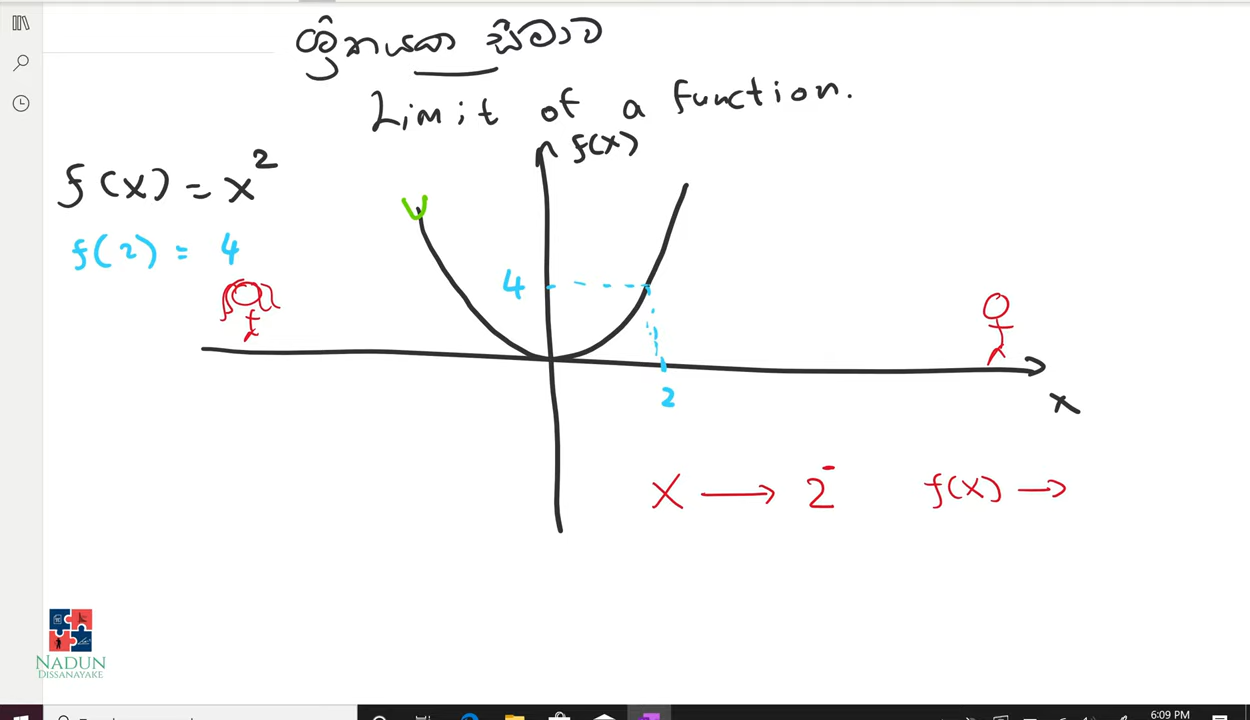 ශ්‍රිතයක සීමාව
Limit of a function.
f(x)
f(x) = x²
f(2) = 4
4
2
x
X → 2⁻ f(x) →
NADUN
DISSANAYAKE
6:09 PM